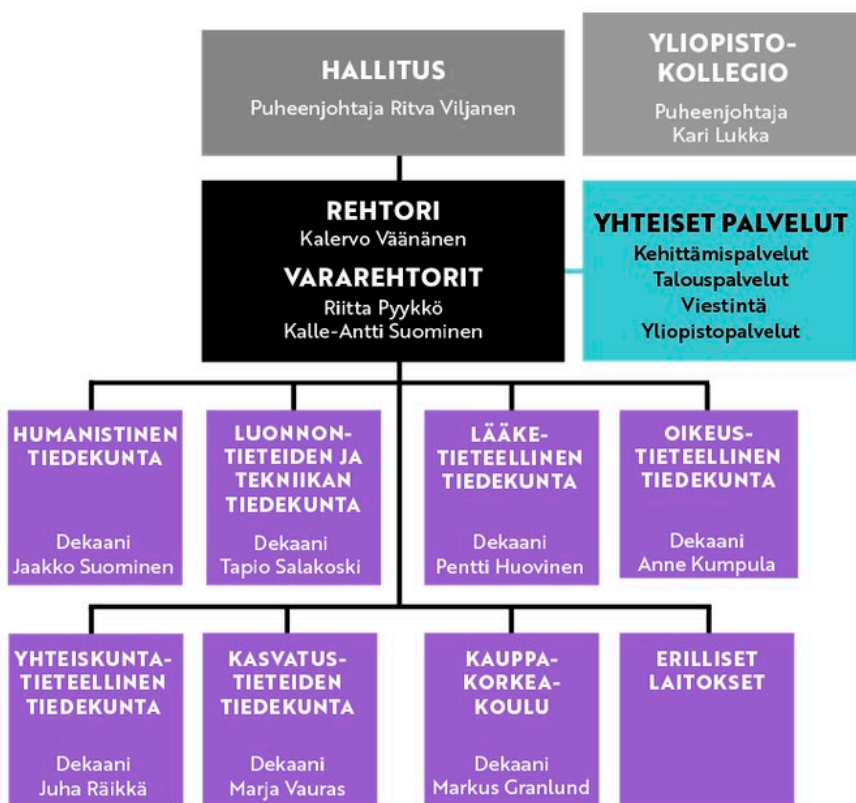 HALLITUS
Puheenjohtaja Ritva Viljanen
YLIOPISTO-
KOLLEGIO
Puheenjohtaja
Kari Lukka
REHTORI
Kalervo Väänänen
VARAREHTORIT
Riitta Pyykkö
Kalle-Antti Suominen
YHTEISET PALVELUT
Kehittämispalvelut
Talouspalvelut
Viestintä
Yliopistopalvelut
HUMANISTINEN
TIEDEKUNTA
Dekaani
Jaakko Suominen
LUONNON-
TIETEIDEN JA
TEKNIIKAN
TIEDEKUNTA
Dekaani
Tapio Salakoski
LÄÄKE-
TIETEELLINEN
TIEDEKUNTA
Dekaani
Pentti Huovinen
OIKEUS-
TIETEELLINEN
TIEDEKUNTA
Dekaani
Anne Kumpula
YHTEISKUNTA-
TIETEELLINEN
TIEDEKUNTA
Dekaani
Juha Räikkä
KASVATUS-
TIETEIDEN
TIEDEKUNTA
Dekaani
Marja Vauras
KAUPPA-
KORKEA-
KOULU
Dekaani
Markus Granlund
ERILLISET
LAITOKSET